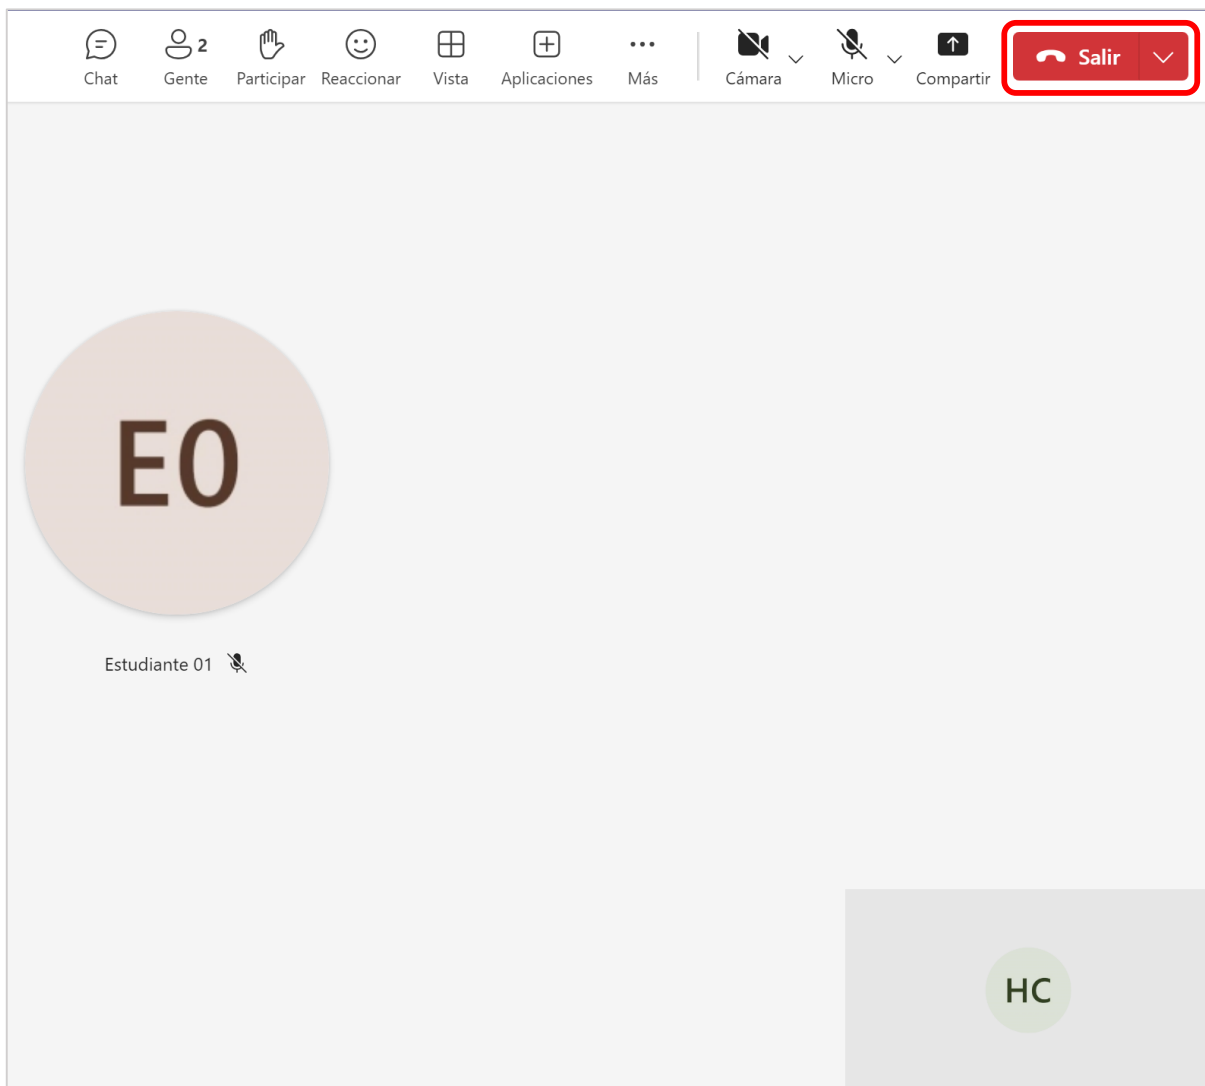 2
Chat Gente Participar Reaccionar Vista Aplicaciones Más Cámara Micro Compartir Salir
E0
Estudiante 01
HC